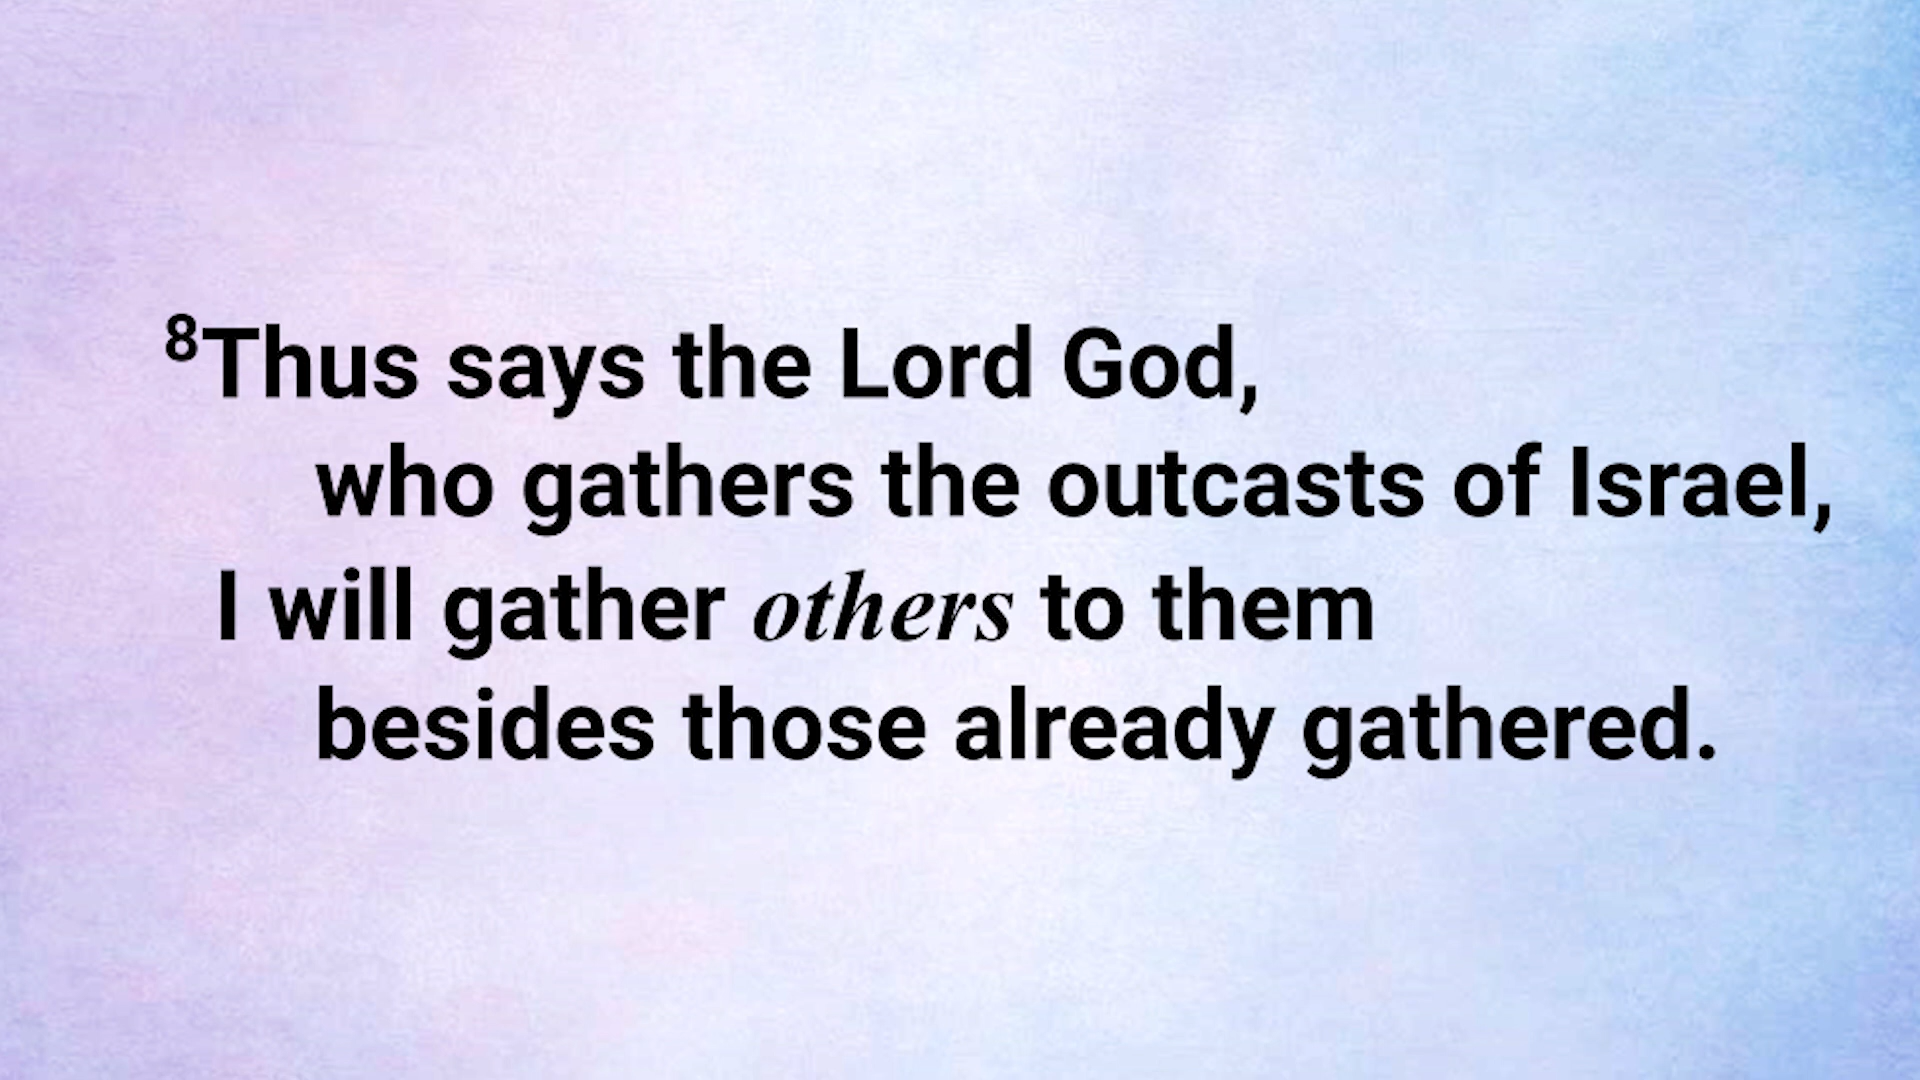 ⁸Thus says the Lord God,
who gathers the outcasts of Israel,
I will gather others to them
besides those already gathered.